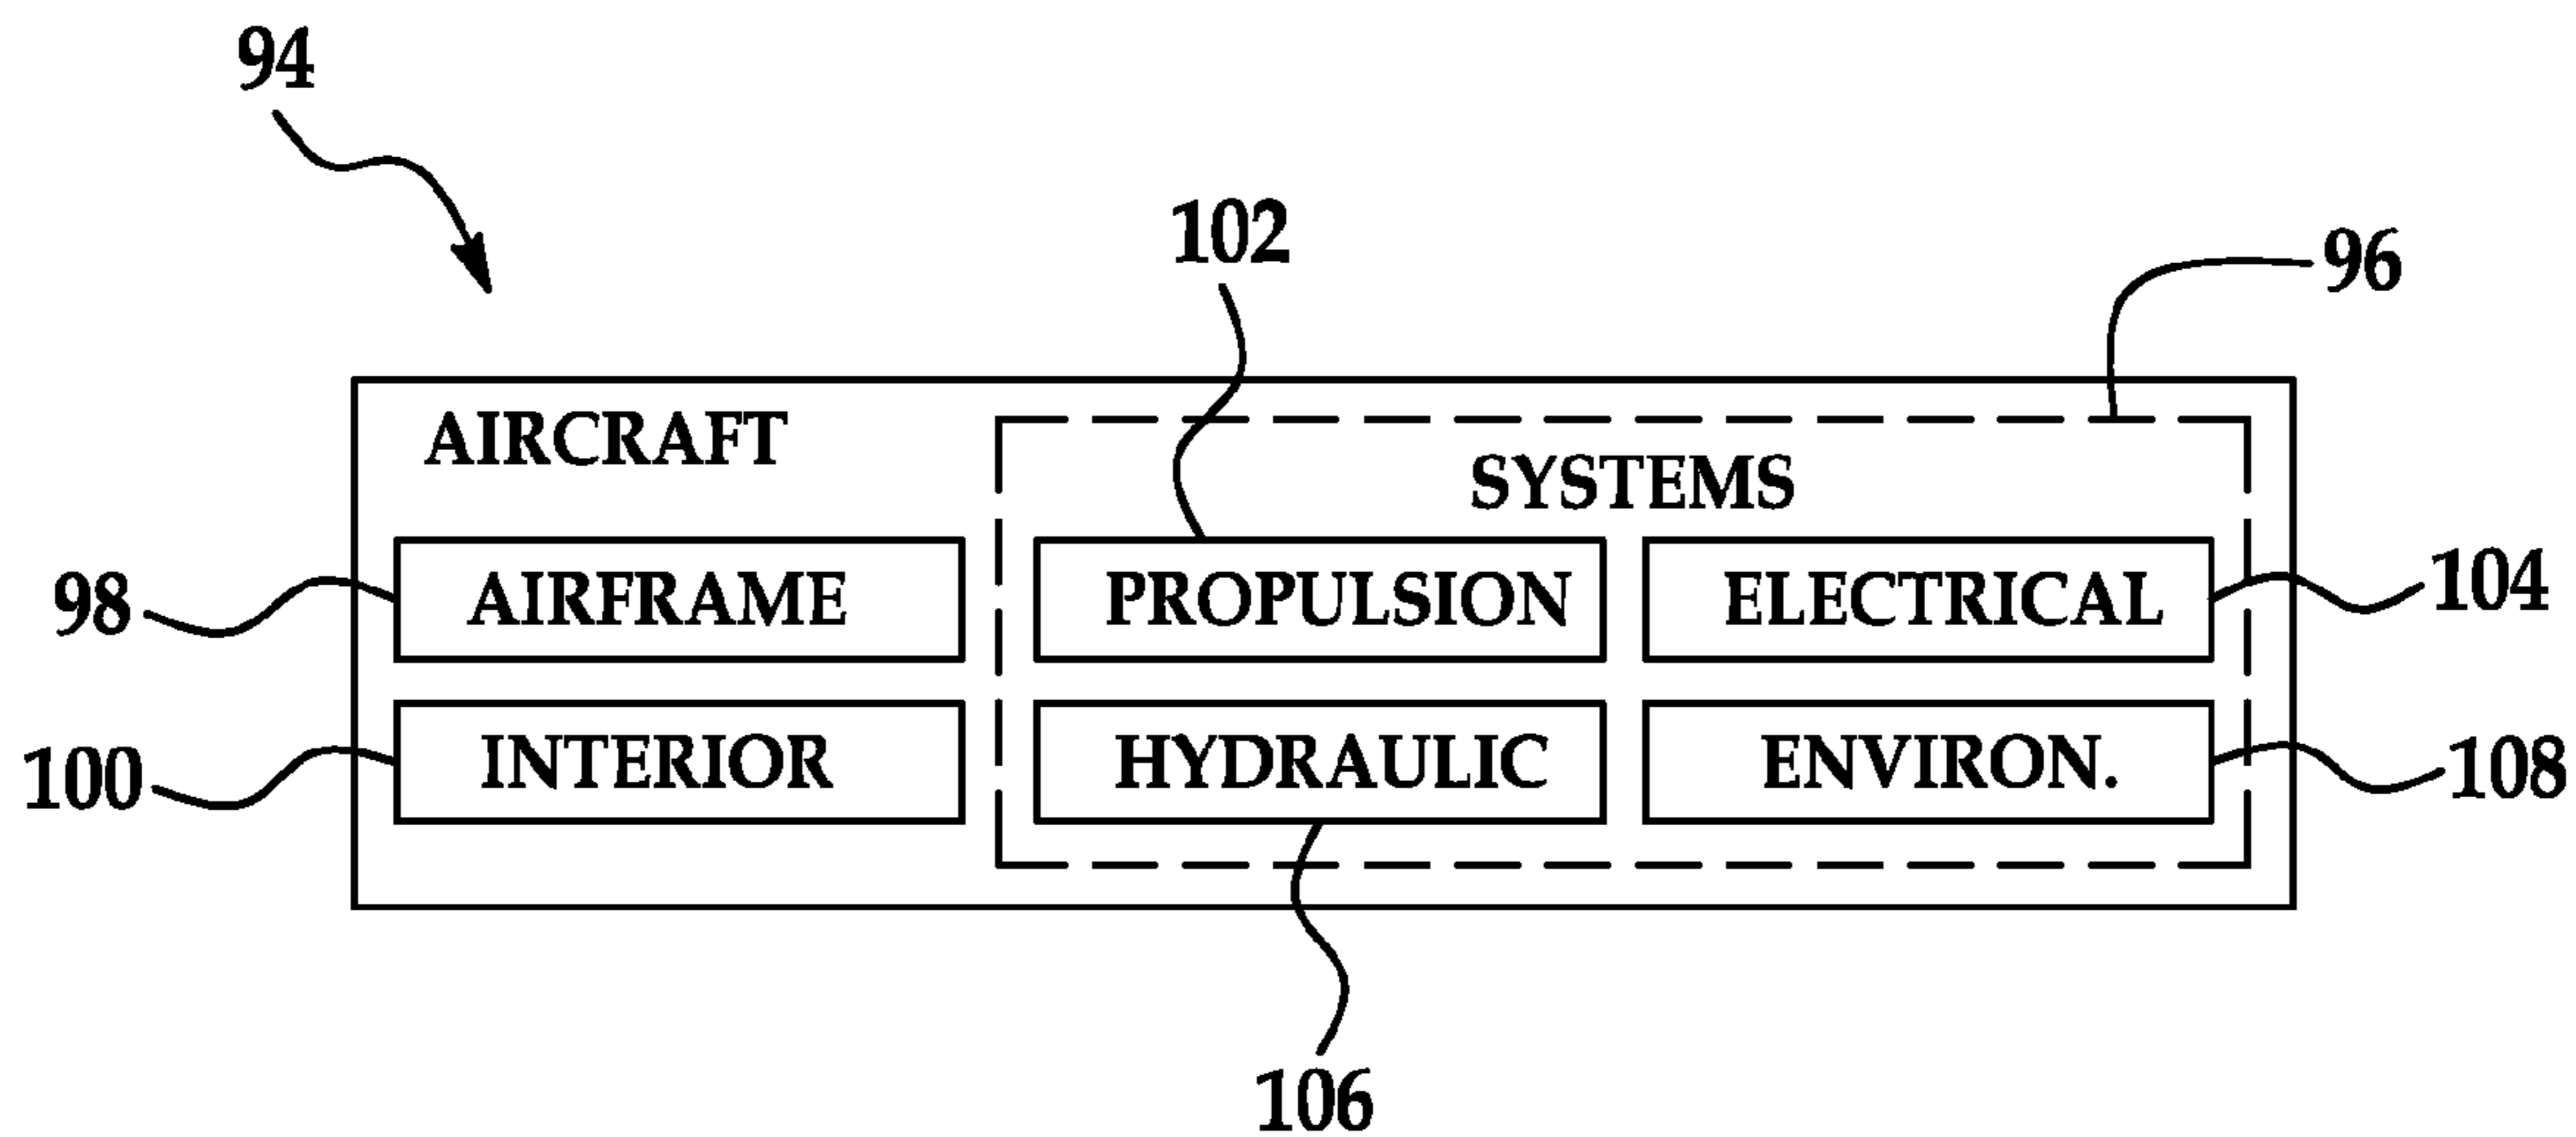 94
102
96
AIRCRAFT
SYSTEMS
98
AIRFRAME
PROPULSION
ELECTRICAL
104
100
INTERIOR
HYDRAULIC
ENVIRON.
108
106